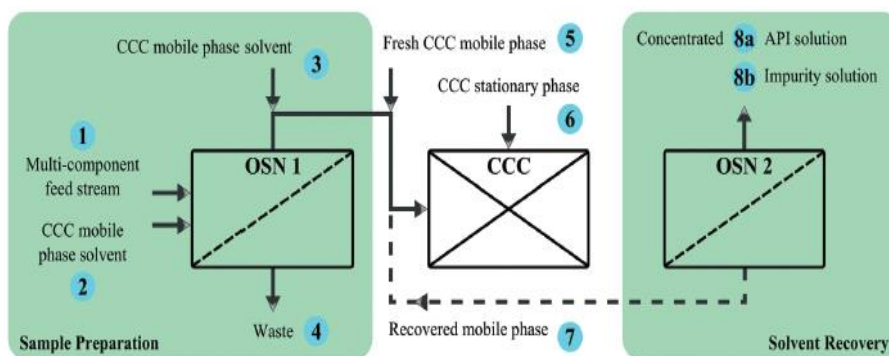 CCC mobile phase solvent 3
Fresh CCC mobile phase 5
CCC stationary phase
6
Concentrated 8a API solution
8b Impurity solution
1
Multi-component
feed stream
CCC mobile
phase solvent
2
OSN 1
CCC
OSN 2
Waste 4
Recovered mobile phase 7
Sample Preparation
Solvent Recovery